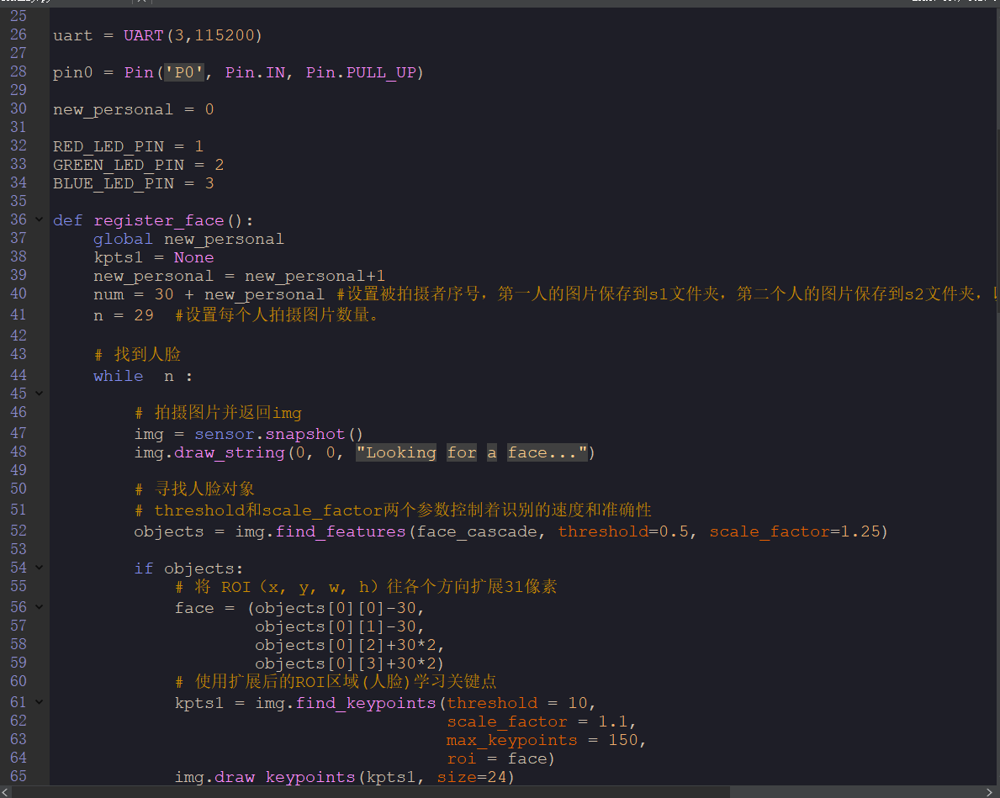 25
26 uart = UART(3,115200)
27
28 pin0 = Pin('P0', Pin.IN, Pin.PULL_UP)
29
30 new_personal = 0
31
32 RED_LED_PIN = 1
33 GREEN_LED_PIN = 2
34 BLUE_LED_PIN = 3
35
36 def register_face():
37 global new_personal
38 kpts1 = None
39 new_personal = new_personal+1
40 num = 30 + new_personal #设置被拍摄者序号，第一人的图片保存到s1文件夹，第二个人的图片保存到s2文件夹，
41 n = 29 #设置每个人拍摄图片数量。
42
43 # 找到人脸
44 while n :
45
46 # 拍摄图片并返回img
47 img = sensor.snapshot()
48 img.draw_string(0, 0, "Looking for a face...")
49
50 # 寻找人脸对象
51 # threshold和scale_factor两个参数控制着识别的速度和准确性
52 objects = img.find_features(face_cascade, threshold=0.5, scale_factor=1.25)
53
54 if objects:
55 # 将 ROI（x, y, w, h）往各个方向扩展31像素
56 face = (objects[0][0]-30,
57 objects[0][1]-30,
58 objects[0][2]+30*2,
59 objects[0][3]+30*2)
60 # 使用扩展后的ROI区域(人脸)学习关键点
61 kpts1 = img.find_keypoints(threshold = 10,
62 scale_factor = 1.1,
63 max_keypoints = 150,
64 roi = face)
65 img.draw_keypoints(kpts1, size=24)